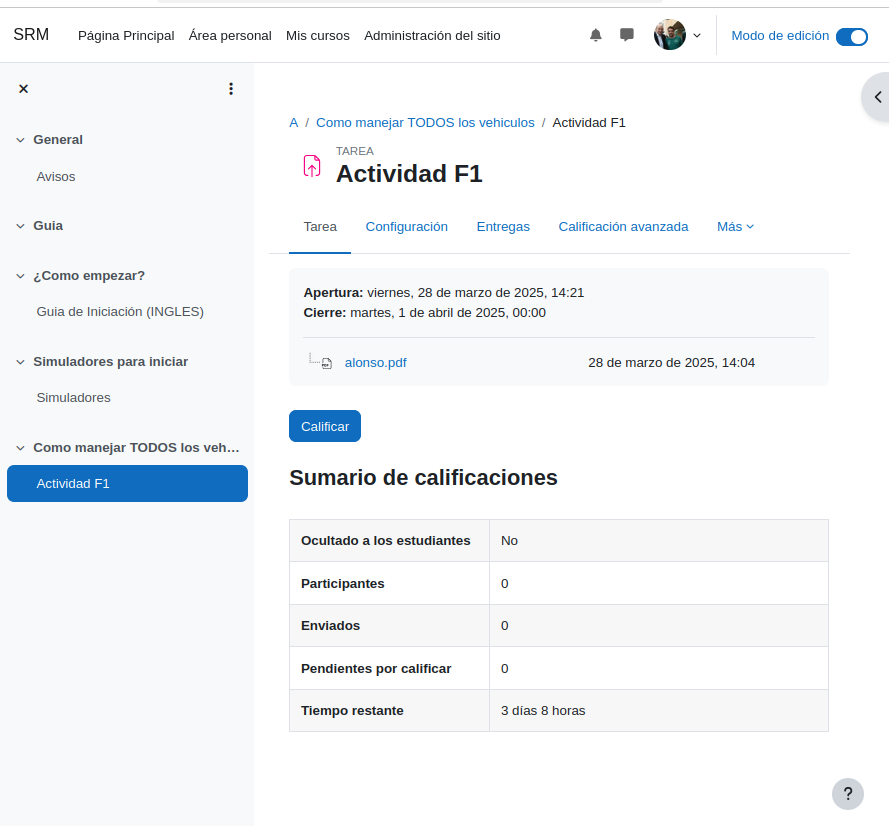 SRM Página Principal Área personal Mis cursos Administración del sitio Modo de edición
General
Avisos
Guia
¿Como empezar?
Guia de Iniciación (INGLES)
Simuladores para iniciar
Simuladores
Como manejar TODOS los veh...
Actividad F1
A / Como manejar TODOS los vehiculos / Actividad F1
TAREA
Actividad F1
Tarea Configuración Entregas Calificación avanzada Más
Apertura: viernes, 28 de marzo de 2025, 14:21
Cierre: martes, 1 de abril de 2025, 00:00
alonso.pdf 28 de marzo de 2025, 14:04
Calificar
Sumario de calificaciones
Ocultado a los estudiantes No
Participantes 0
Enviados 0
Pendientes por calificar 0
Tiempo restante 3 días 8 horas
?